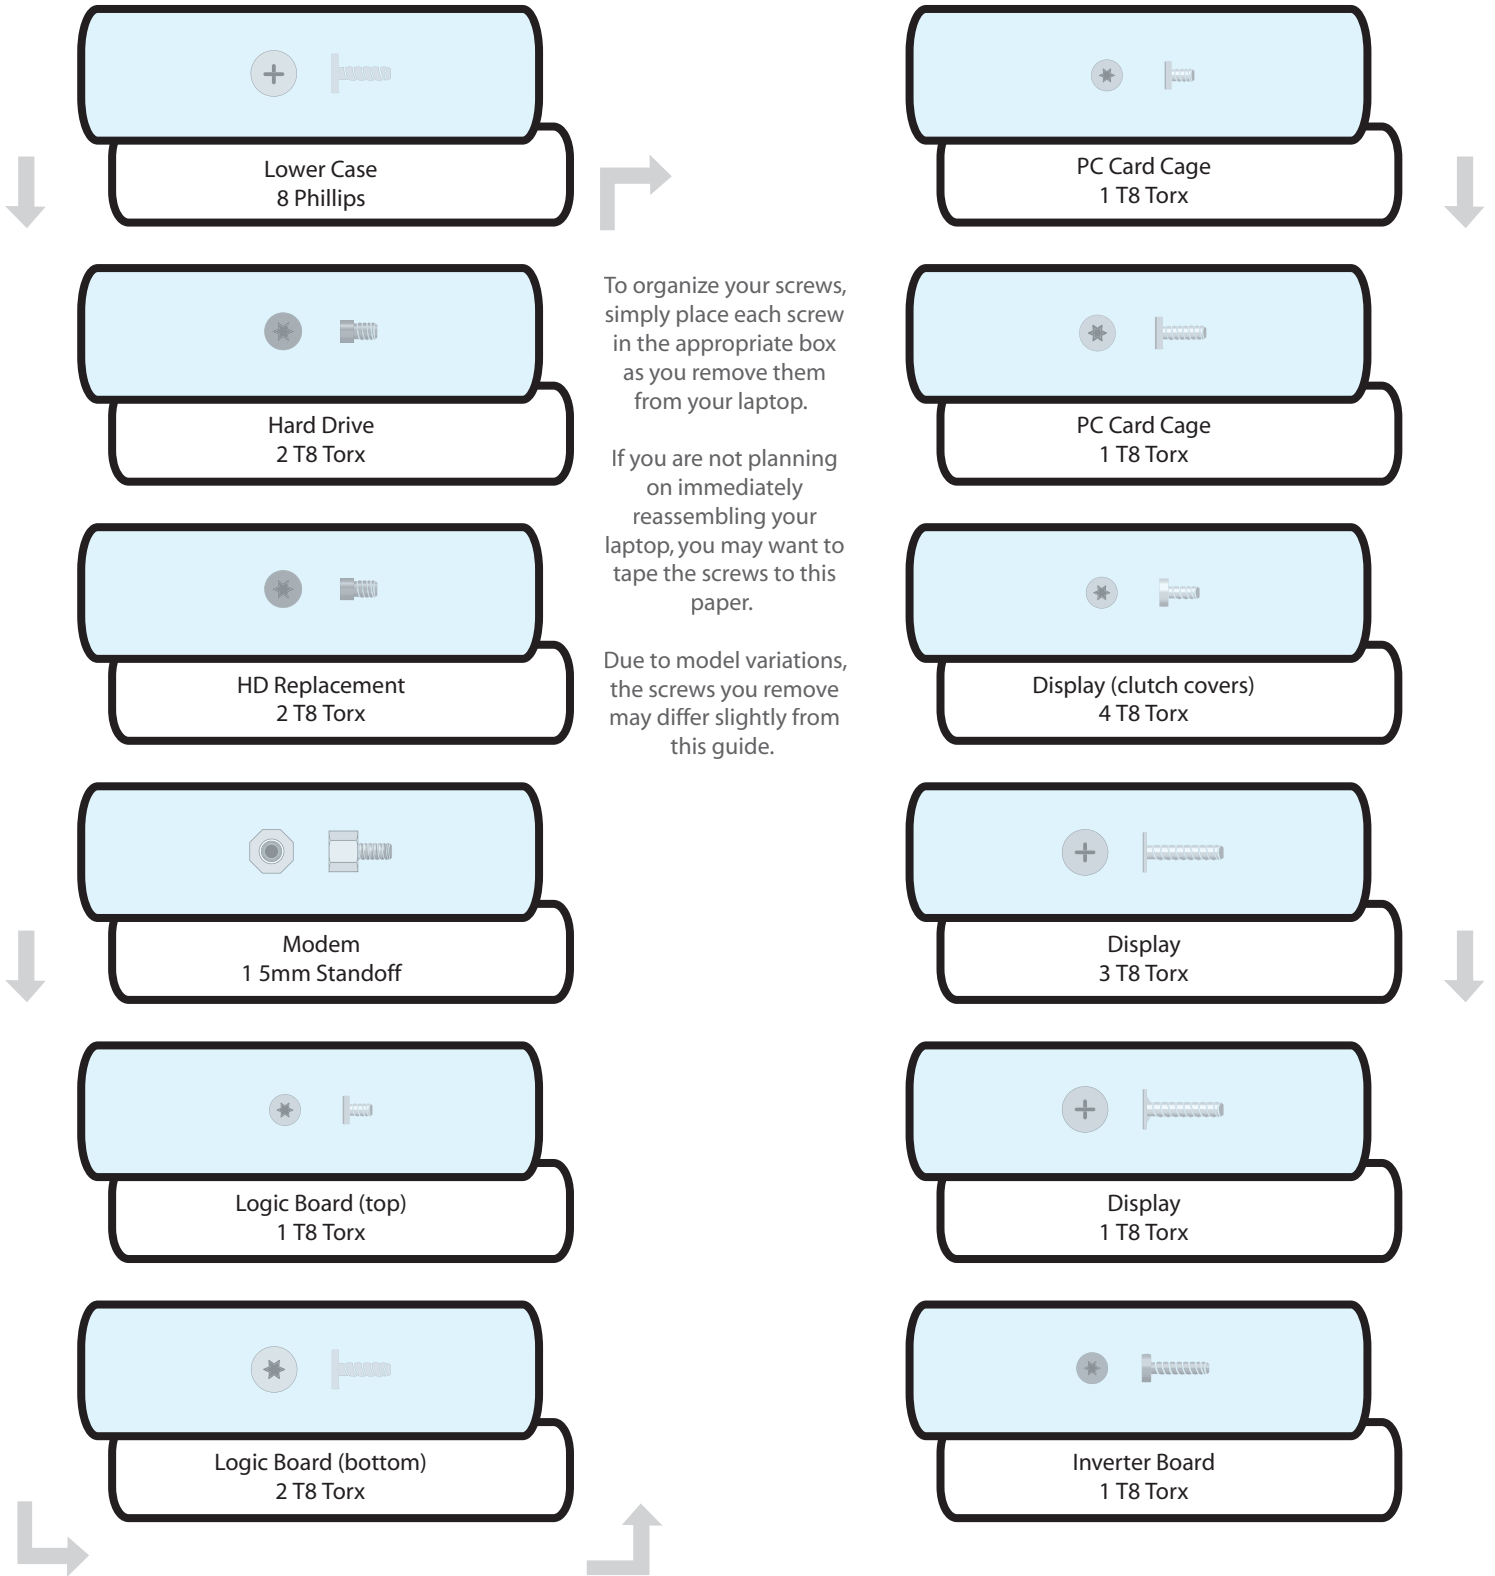 Lower Case
8 Phillips
Hard Drive
2 T8 Torx
HD Replacement
2 T8 Torx
Modem
1 5mm Standoff
Logic Board (top)
1 T8 Torx
Logic Board (bottom)
2 T8 Torx
To organize your screws,
simply place each screw
in the appropriate box
as you remove them
from your laptop.
If you are not planning
on immediately
reassembling your
laptop, you may want to
tape the screws to this
paper.
Due to model variations,
the screws you remove
may differ slightly from
this guide.
PC Card Cage
1 T8 Torx
PC Card Cage
1 T8 Torx
Display (clutch covers)
4 T8 Torx
Display
3 T8 Torx
Display
1 T8 Torx
Inverter Board
1 T8 Torx